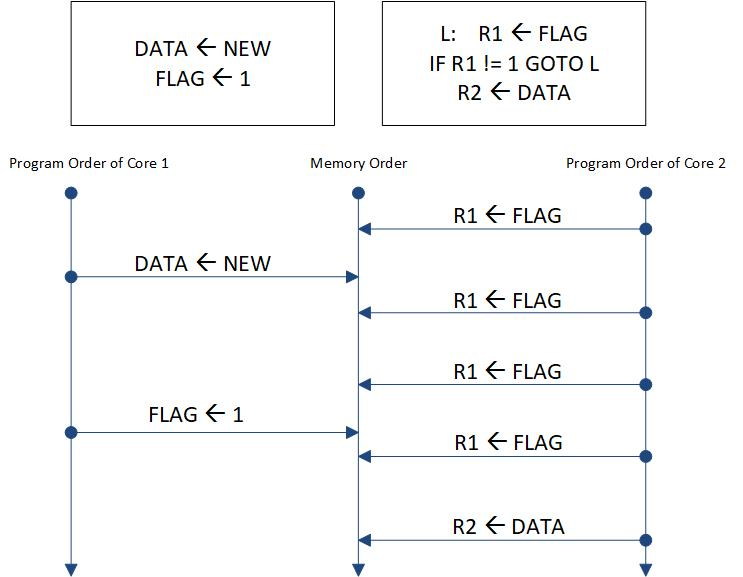 DATA ← NEW
FLAG ← 1
L: R1 ← FLAG
IF R1 != 1 GOTO L
R2 ← DATA
Program Order of Core 1
Memory Order
Program Order of Core 2
R1 ← FLAG
DATA ← NEW
R1 ← FLAG
R1 ← FLAG
FLAG ← 1
R1 ← FLAG
R2 ← DATA